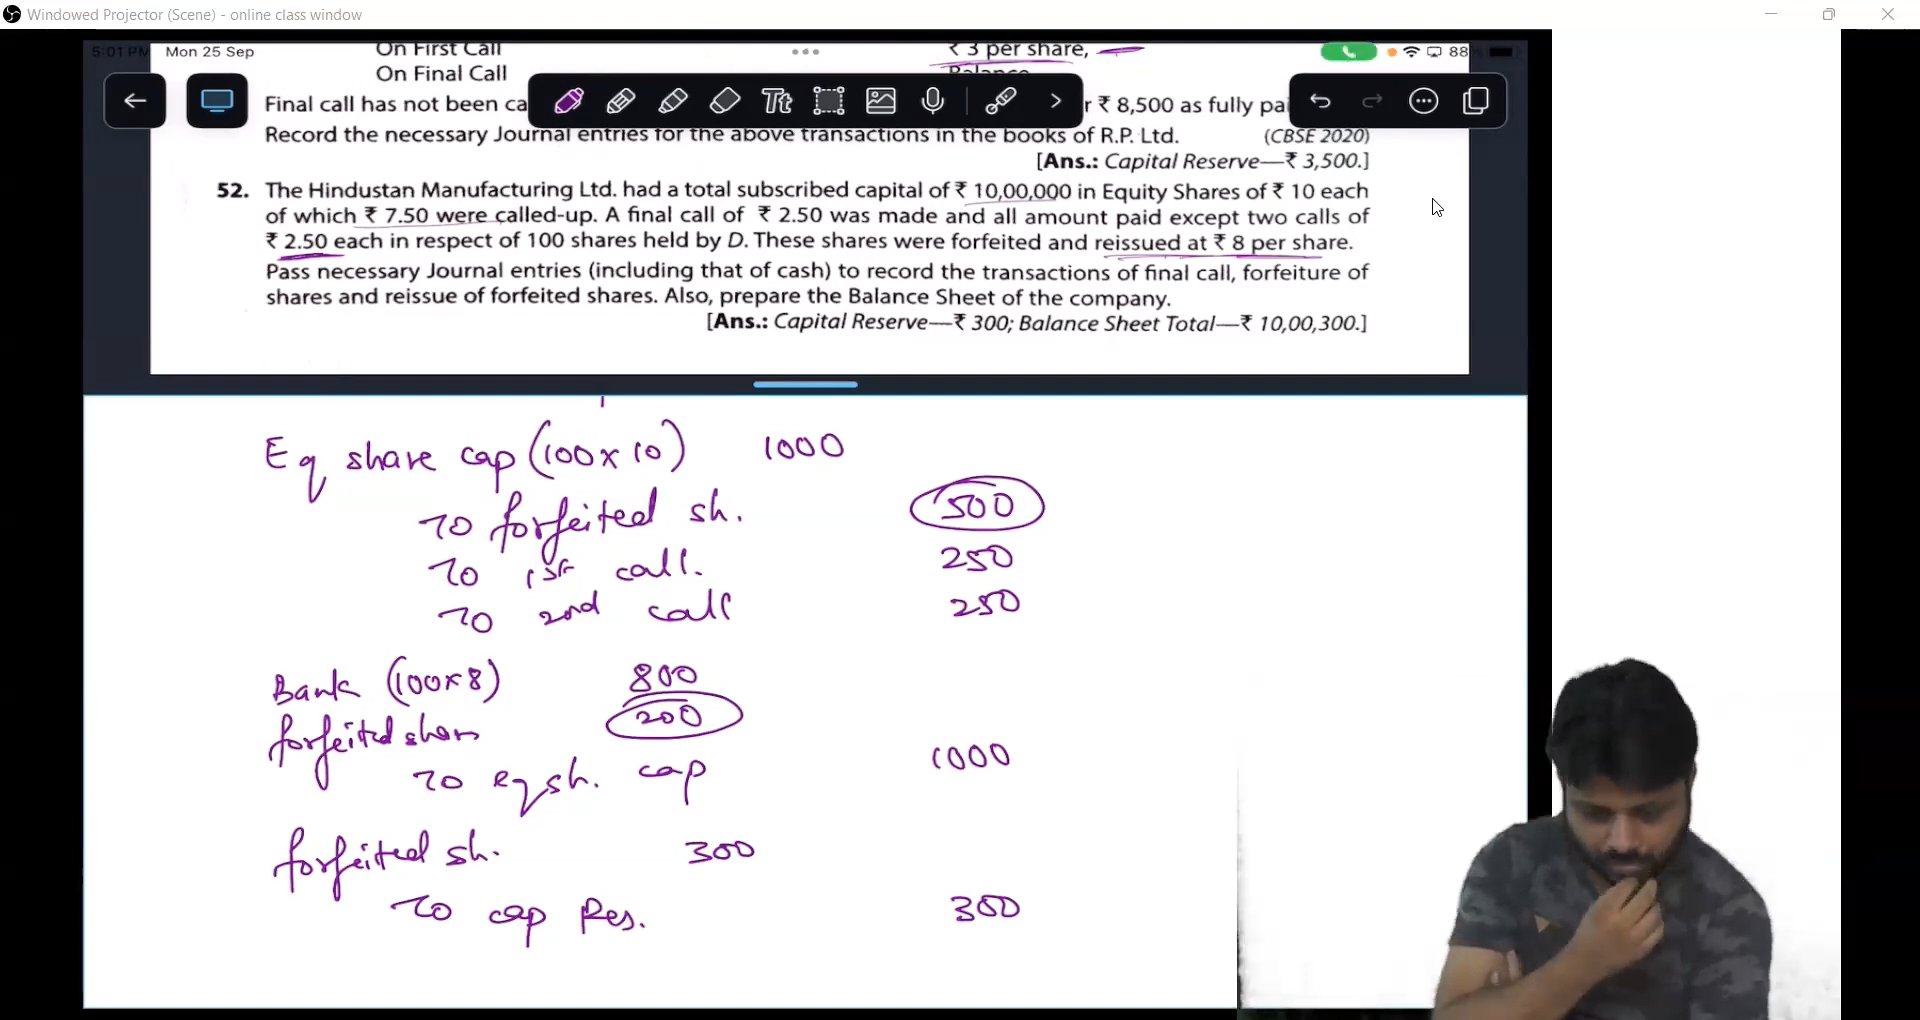 Windowed Projector (Scene) - online class window
5:01 PM Mon 25 Sep
88
On First Call ₹ 3 per share,
On Final Call Balance
Final call has not been ca r ₹ 8,500 as fully pai
Record the necessary Journal entries for the above transactions in the books of R.P. Ltd. (CBSE 2020)
[Ans.: Capital Reserve—₹ 3,500.]
52. The Hindustan Manufacturing Ltd. had a total subscribed capital of ₹ 10,00,000 in Equity Shares of ₹ 10 each
of which ₹ 7.50 were called-up. A final call of ₹ 2.50 was made and all amount paid except two calls of
₹ 2.50 each in respect of 100 shares held by D. These shares were forfeited and reissued at ₹ 8 per share.
Pass necessary Journal entries (including that of cash) to record the transactions of final call, forfeiture of
shares and reissue of forfeited shares. Also, prepare the Balance Sheet of the company.
[Ans.: Capital Reserve—₹ 300; Balance Sheet Total—₹ 10,00,300.]
Tt
Eq share cap (100 x 10) 1000
To forfeited sh. 500
To 1st call. 250
To 2nd call 250
Bank (100x8) 800
forfeited share 200
To eq sh. cap 1000
forfeited sh. 300
To cap Res. 300